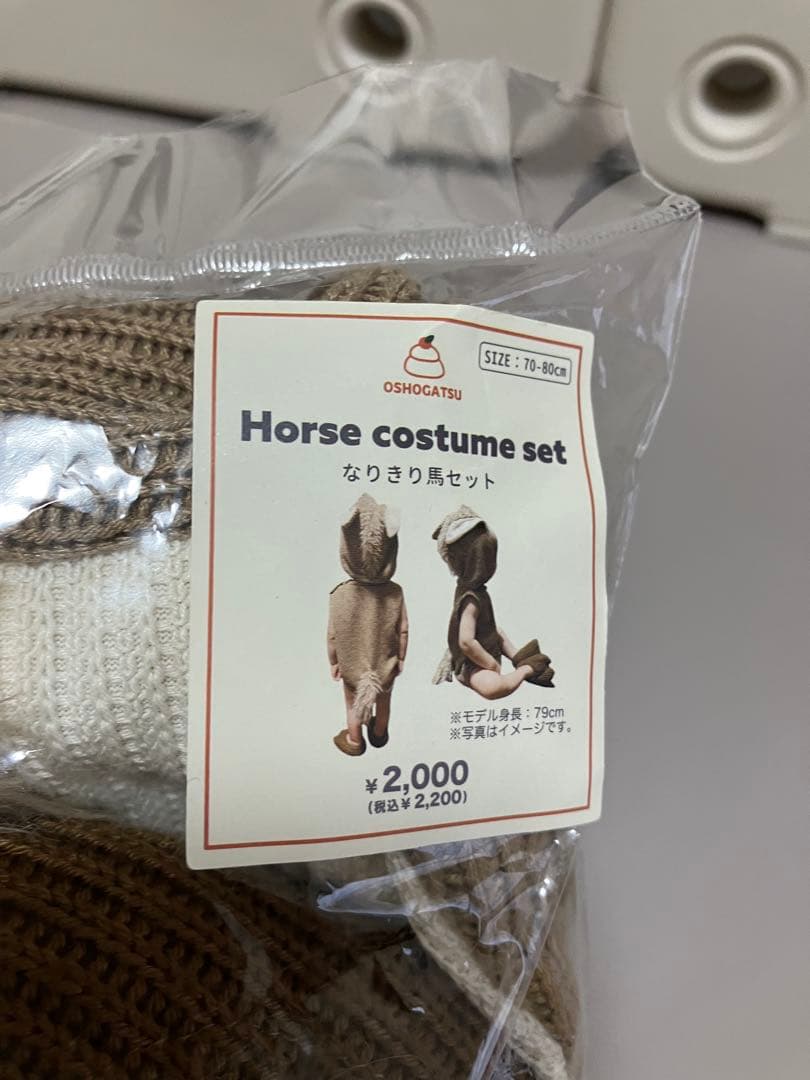 SIZE：70-80cm
OSHOGATSU
Horse costume set
なりきり馬セット
※モデル身長：79cm
※写真はイメージです。
¥2,000
(税込¥2,200)